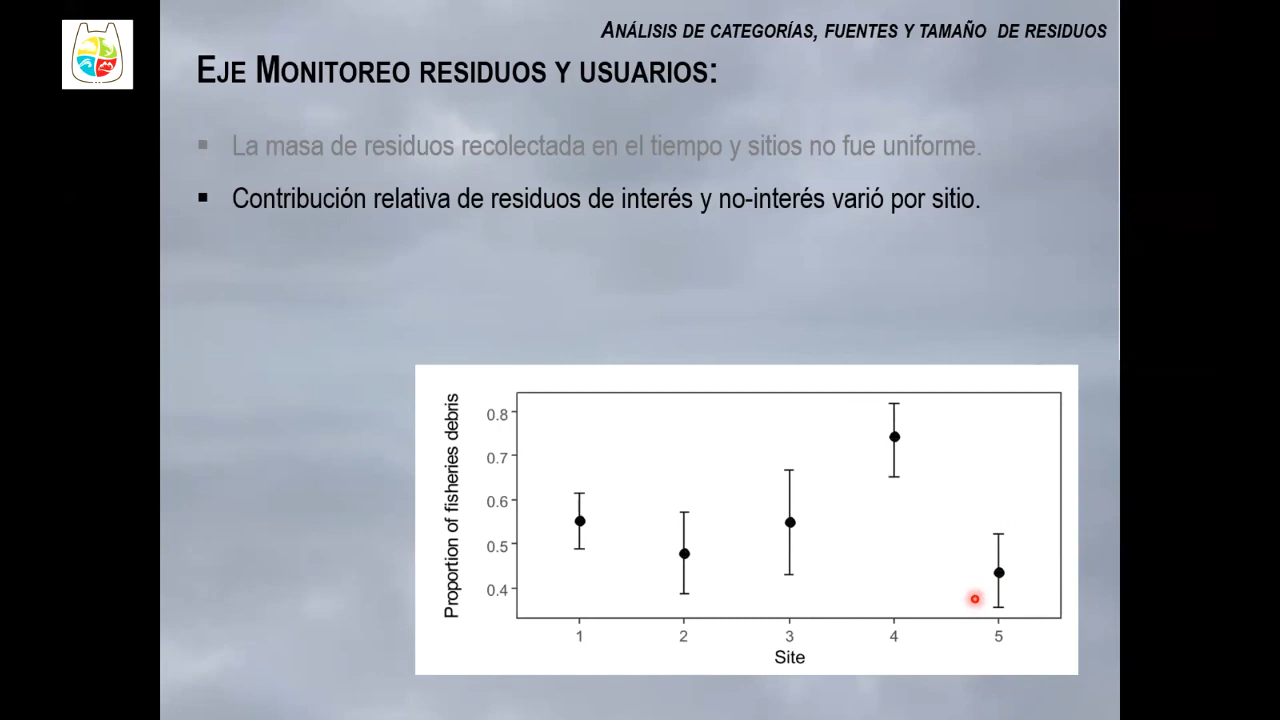 ANÁLISIS DE CATEGORÍAS, FUENTES Y TAMAÑO DE RESIDUOS
EJE MONITOREO RESIDUOS Y USUARIOS:
▪ La masa de residuos recolectada en el tiempo y sitios no fue uniforme.
▪ Contribución relativa de residuos de interés y no-interés varió por sitio.
Proportion of fisheries debris
0.8
0.7
0.6
0.5
0.4
1 2 3 4 5
Site